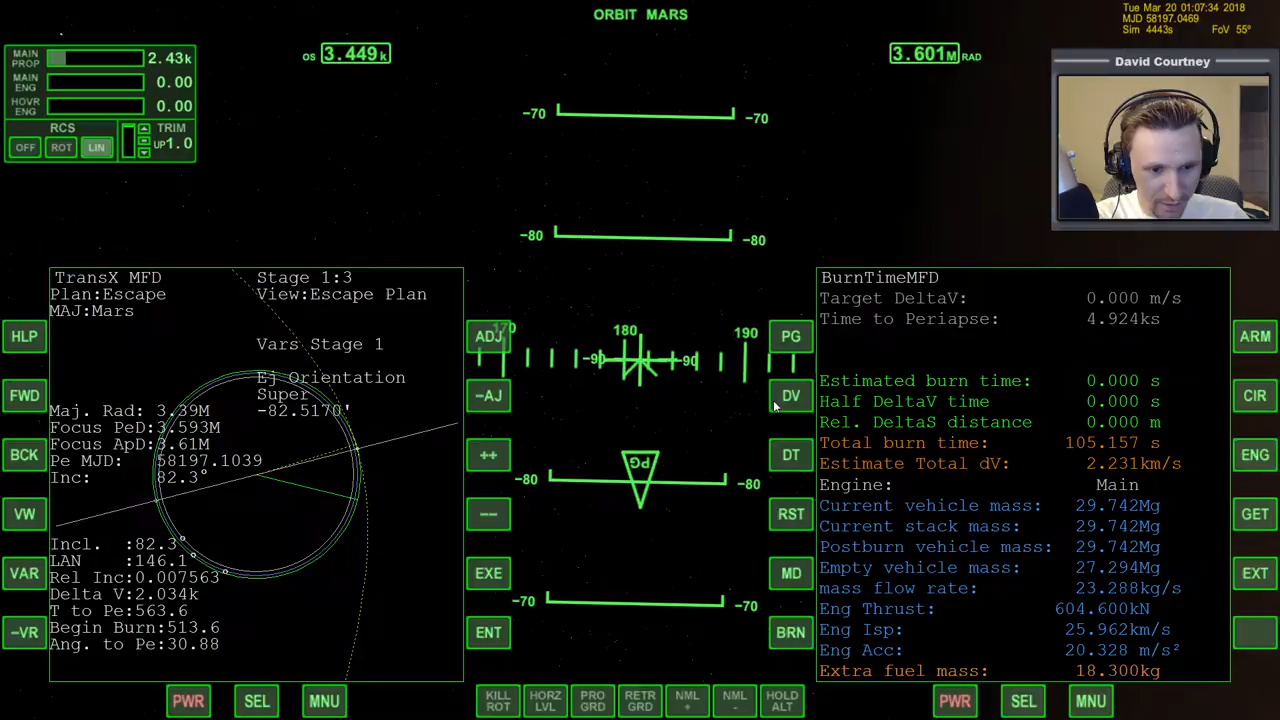 ORBIT MARS
Tue Mar 20 01:07:34 2018
MJD 58197.0469
Sim 4443s FoV 55°
MAIN PROP 2.43k
MAIN ENG 0.00
HOVR ENG 0.00
RCS TRIM
OFF ROT LIN UP 1.0
OS 3.449k
3.601M RAD
David Courtney
-70 -70
-80 -80
170 180 190
-90 -90
PG
-80 -80
-70 -70
TransX MFD Stage 1:3
Plan:Escape View:Escape Plan
MAJ:Mars
Vars Stage 1
Ej Orientation
Super
Maj. Rad: 3.39M -82.5170'
Focus PeD:3.593M
Focus ApD:3.61M
Pe MJD: 58197.1039
Inc: 82.3°
Incl. :82.3°
LAN :146.1°
Rel Inc:0.007563°
Delta V:2.034k
T to Pe:563.6
Begin Burn:513.6
Ang. to Pe:30.88
HLP
FWD
BCK
VW
VAR
-VR
ADJ
-AJ
++
--
EXE
ENT
PWR SEL MNU
KILL ROT
HORZ LVL
PRO GRD
RETR GRD
NML +
NML -
HOLD ALT
PG
DV
DT
RST
MD
BRN
BurnTimeMFD
Target DeltaV: 0.000 m/s
Time to Periapse: 4.924ks
Estimated burn time: 0.000 s
Half DeltaV time 0.000 s
Rel. DeltaS distance 0.000 m
Total burn time: 105.157 s
Estimate Total dV: 2.231km/s
Engine: Main
Current vehicle mass: 29.742Mg
Current stack mass: 29.742Mg
Postburn vehicle mass: 29.742Mg
Empty vehicle mass: 27.294Mg
mass flow rate: 23.288kg/s
Eng Thrust: 604.600kN
Eng Isp: 25.962km/s
Eng Acc: 20.328 m/s²
Extra fuel mass: 18.300kg
ARM
CIR
ENG
GET
EXT
PWR SEL MNU